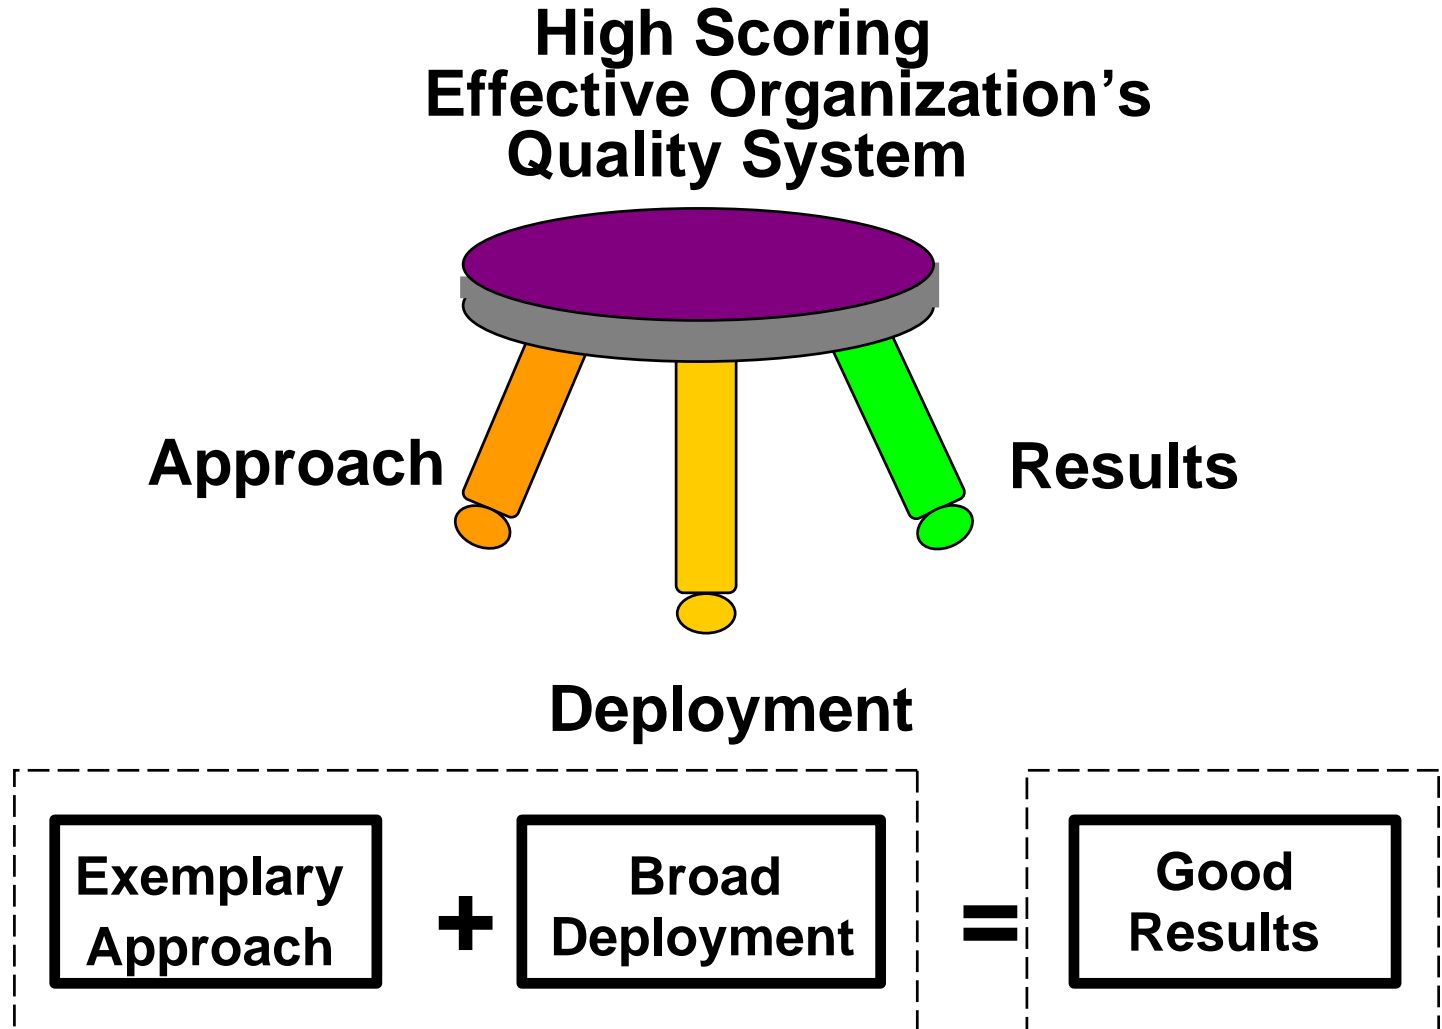 High Scoring
Effective Organization’s
Quality System
Approach
Results
Deployment
Exemplary
Approach
+
Broad
Deployment
=
Good
Results